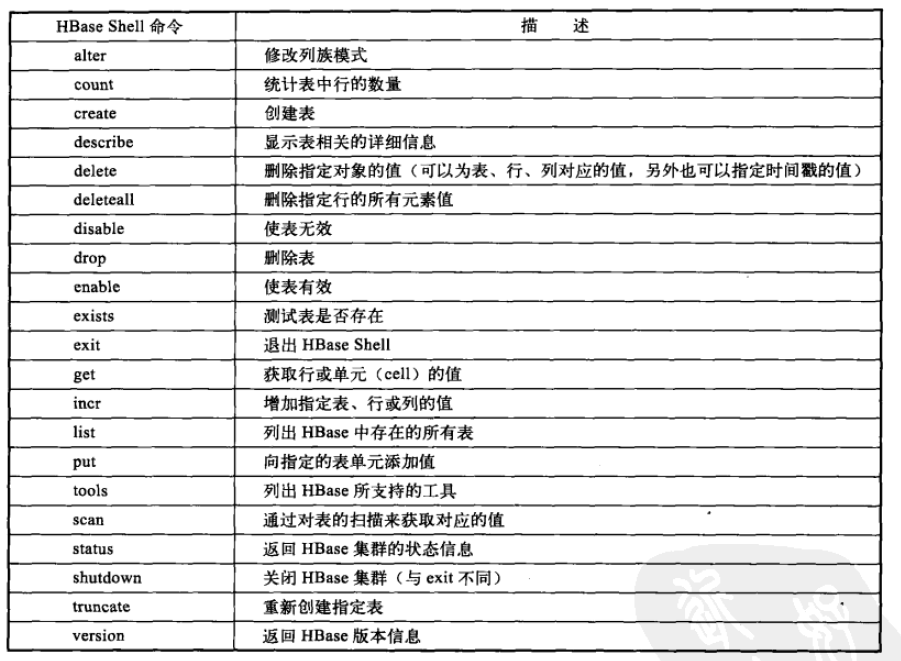 HBase Shell 命令 描 述
alter 修改列族模式
count 统计表中行的数量
create 创建表
describe 显示表相关的详细信息
delete 删除指定对象的值（可以为表、行、列对应的值，另外也可以指定时间戳的值）
deleteall 删除指定行的所有元素值
disable 使表无效
drop 删除表
enable 使表有效
exists 测试表是否存在
exit 退出 HBase Shell
get 获取行或单元（cell）的值
incr 增加指定表、行或列的值
list 列出 HBase 中存在的所有表
put 向指定的表单元添加值
tools 列出 HBase 所支持的工具
scan 通过对表的扫描来获取对应的值
status 返回 HBase 集群的状态信息
shutdown 关闭 HBase 集群（与 exit 不同）
truncate 重新创建指定表
version 返回 HBase 版本信息